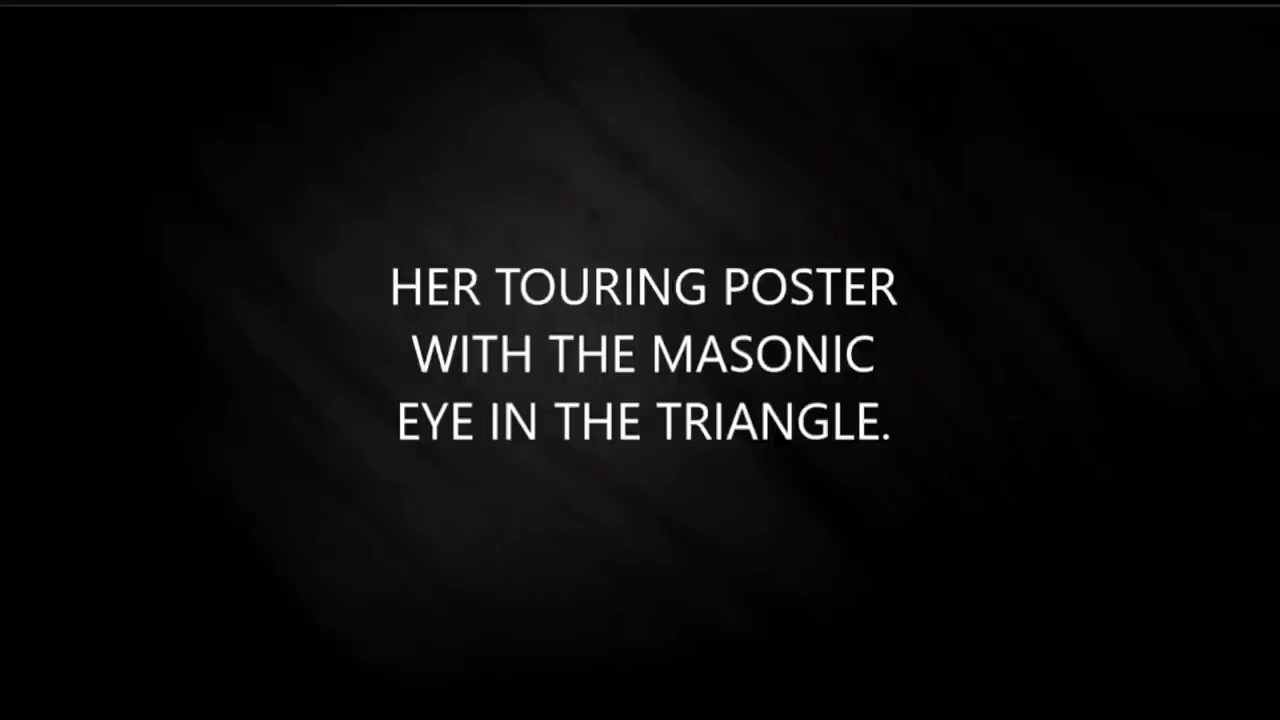 HER TOURING POSTER
WITH THE MASONIC
EYE IN THE TRIANGLE.